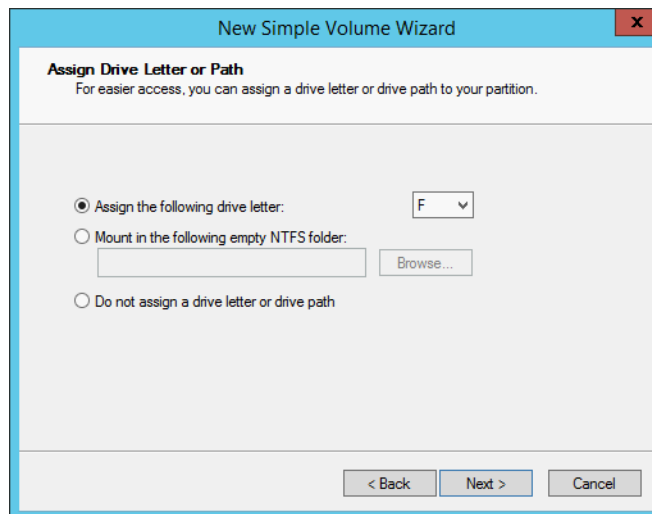 New Simple Volume Wizard
x
Assign Drive Letter or Path
For easier access, you can assign a drive letter or drive path to your partition.
Assign the following drive letter: F
Mount in the following empty NTFS folder:
Browse...
Do not assign a drive letter or drive path
< Back Next > Cancel